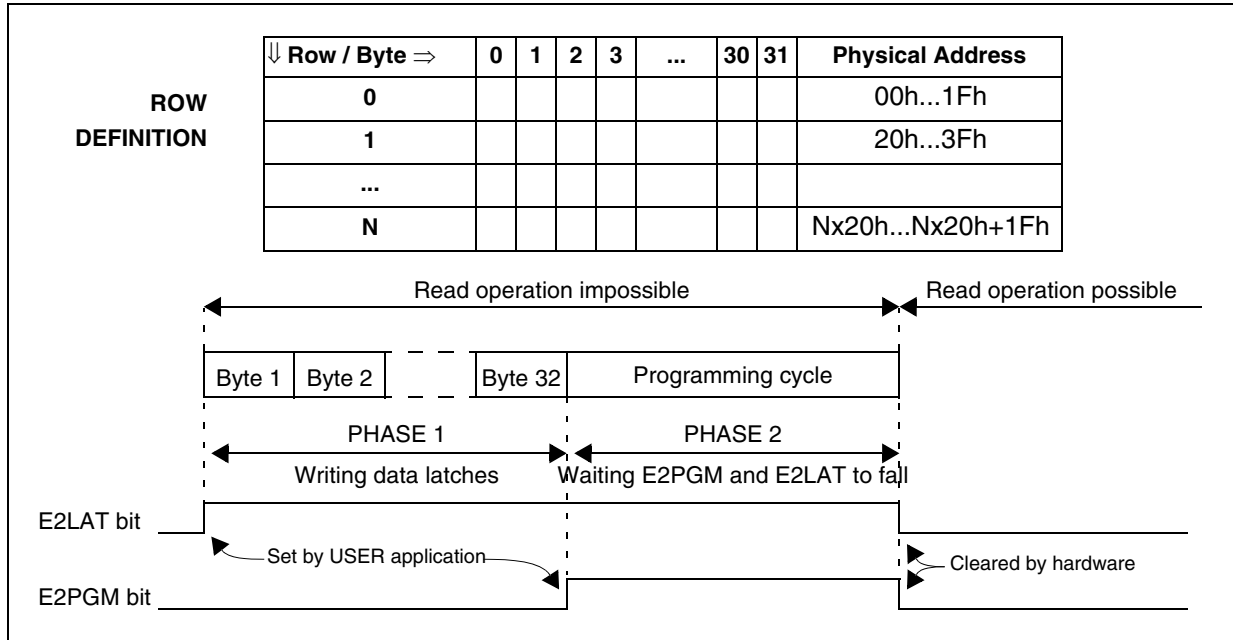 ⇓ Row / Byte ⇒ 0 1 2 3 ... 30 31 Physical Address
ROW DEFINITION
0 00h...1Fh
1 20h...3Fh
...
N Nx20h...Nx20h+1Fh
Read operation impossible Read operation possible
Byte 1 Byte 2 Byte 32 Programming cycle
PHASE 1 PHASE 2
Writing data latches Waiting E2PGM and E2LAT to fall
E2LAT bit
Set by USER application Cleared by hardware
E2PGM bit